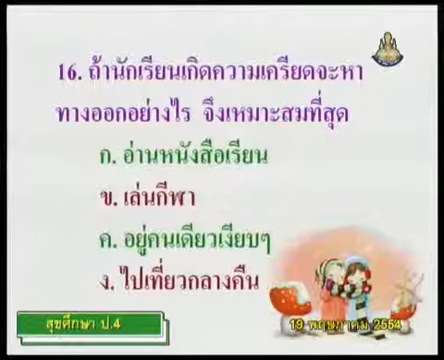 16. ถ้านักเรียนเกิดความเครียดจะหา
ทางออกอย่างไร จึงเหมาะสมที่สุด
ก. อ่านหนังสือเรียน
ข. เล่นกีฬา
ค. อยู่คนเดียวเงียบๆ
ง. ไปเที่ยวกลางคืน
สุขศึกษา ป.4
19 พฤษภาคม 2554